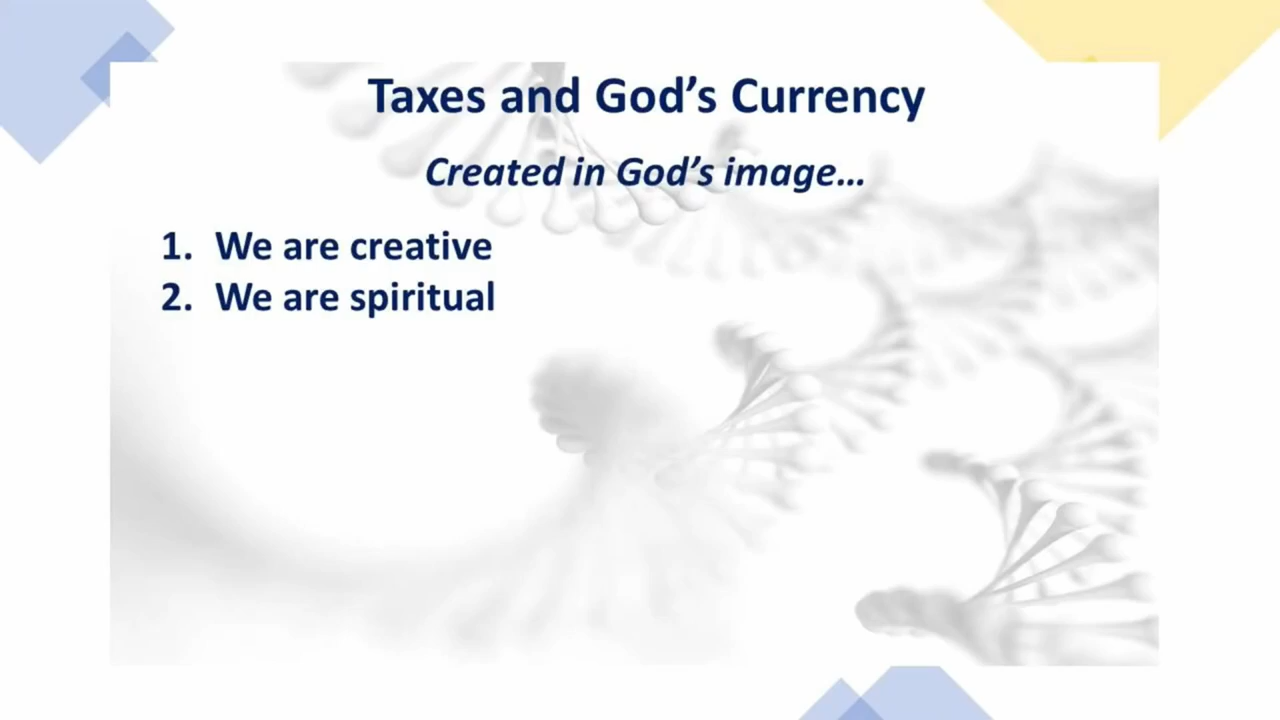 Taxes and God’s Currency
Created in God’s image…
1. We are creative
2. We are spiritual